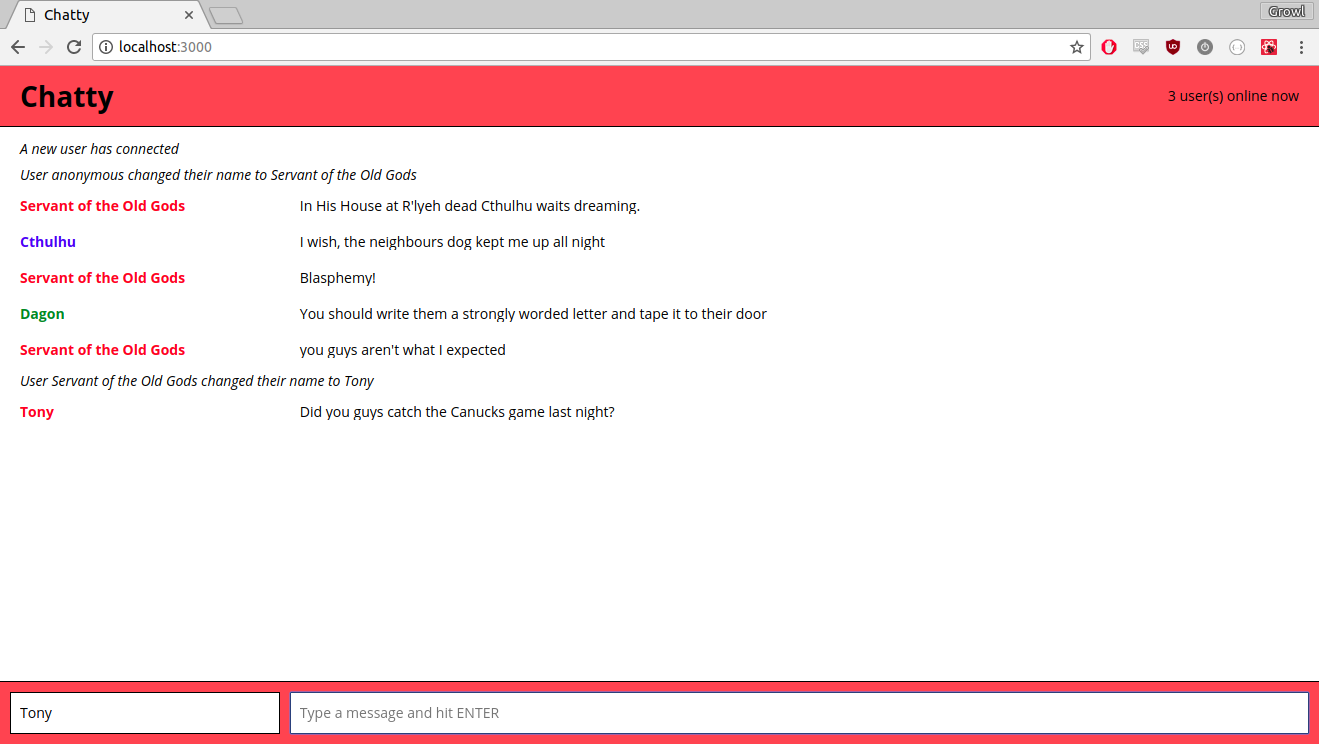 Chatty
Growl
localhost:3000
Chatty
3 user(s) online now
A new user has connected
User anonymous changed their name to Servant of the Old Gods
Servant of the Old Gods In His House at R'lyeh dead Cthulhu waits dreaming.
Cthulhu I wish, the neighbours dog kept me up all night
Servant of the Old Gods Blasphemy!
Dagon You should write them a strongly worded letter and tape it to their door
Servant of the Old Gods you guys aren't what I expected
User Servant of the Old Gods changed their name to Tony
Tony Did you guys catch the Canucks game last night?
Tony
Type a message and hit ENTER